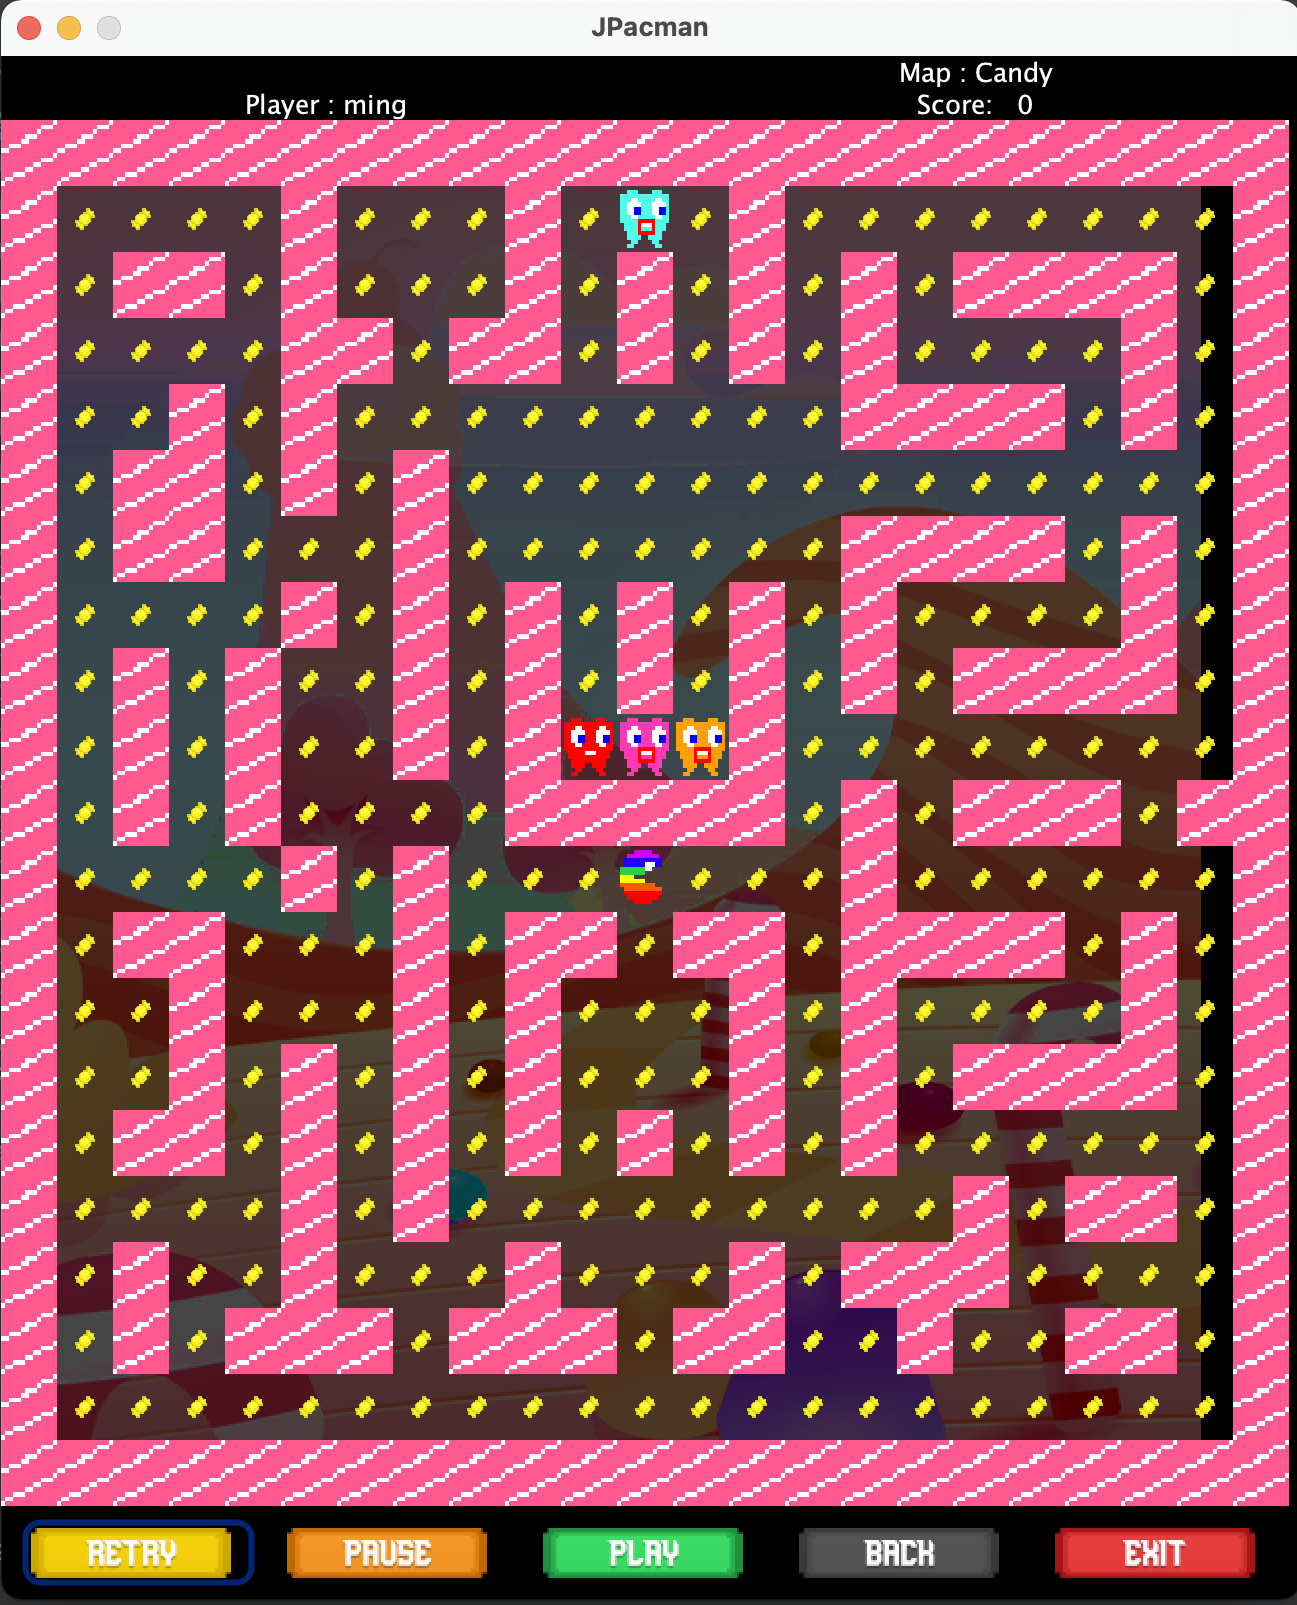 JPacman
Map : Candy
Player : ming
Score: 0
RETRY
PAUSE
PLAY
BACK
EXIT